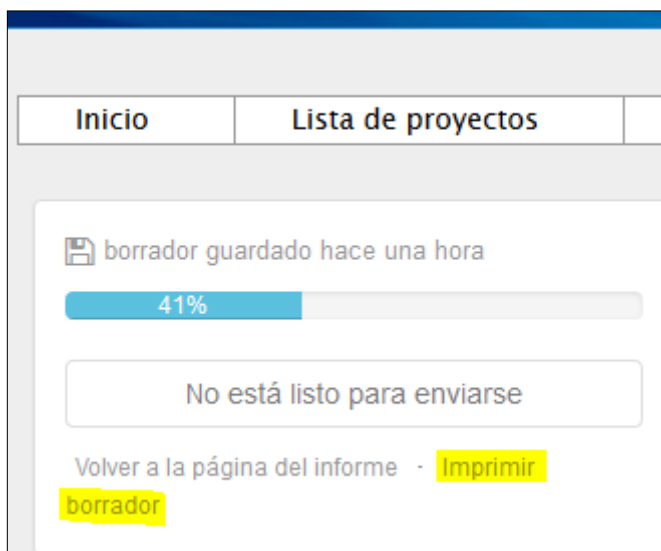 Inicio Lista de proyectos
borrador guardado hace una hora
41%
No está listo para enviarse
Volver a la página del informe · Imprimir
borrador